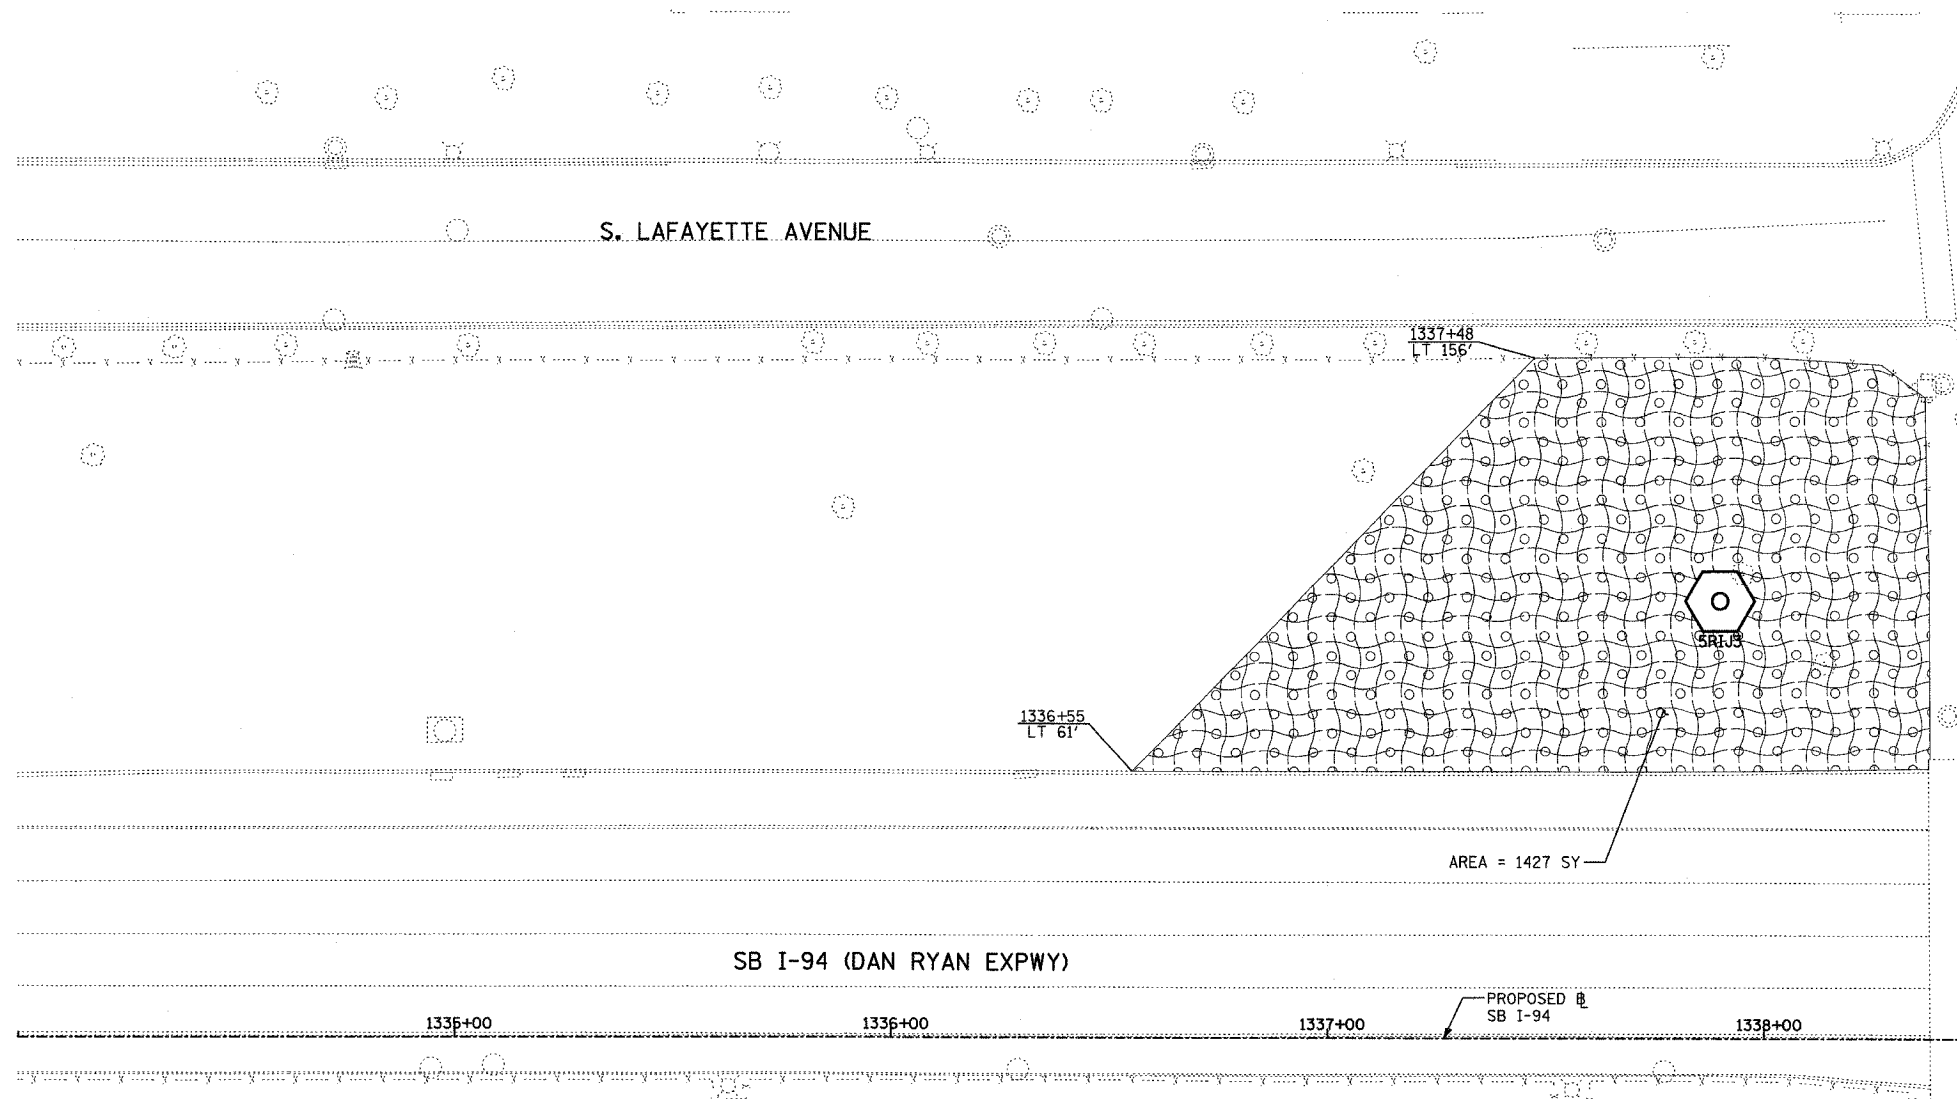 S. LAFAYETTE AVENUE
1337+48
LT 156'
5RIJ3
1336+55
LT 61'
AREA = 1427 SY
SB I-94 (DAN RYAN EXPWY)
PROPOSED ℄
SB I-94
1335+00
1336+00
1337+00
1338+00